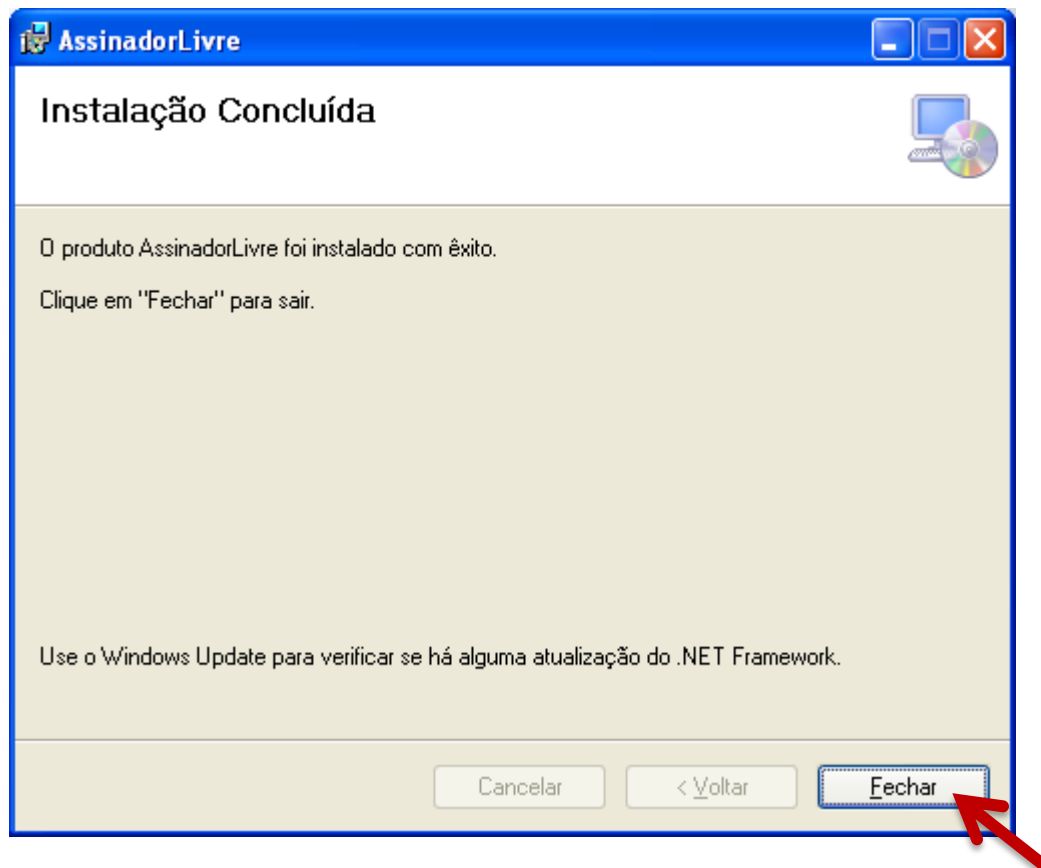 AssinadorLivre
Instalação Concluída
O produto AssinadorLivre foi instalado com êxito.
Clique em "Fechar" para sair.
Use o Windows Update para verificar se há alguma atualização do .NET Framework.
Cancelar
< Voltar
Fechar